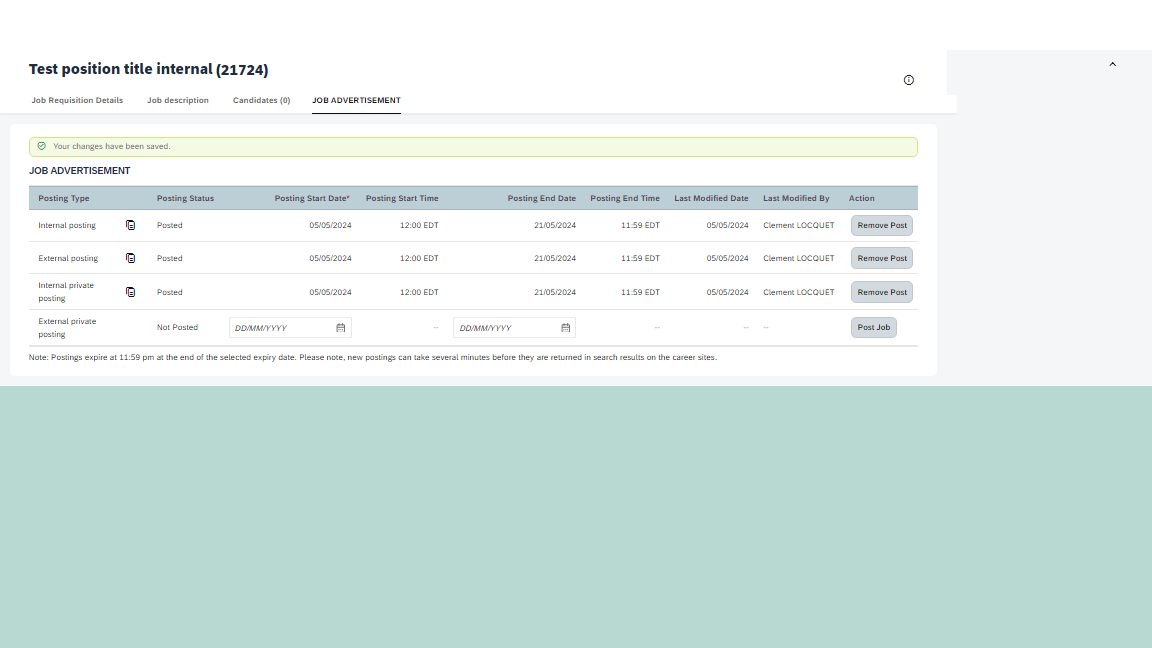 Test position title internal (21724)
Job Requisition Details Job description Candidates (0) JOB ADVERTISEMENT
Your changes have been saved.
JOB ADVERTISEMENT
Posting Type Posting Status Posting Start Date* Posting Start Time Posting End Date Posting End Time Last Modified Date Last Modified By Action
Internal posting Posted 05/05/2024 12:00 EDT 21/05/2024 11:59 EDT 05/05/2024 Clement LOCQUET Remove Post
External posting Posted 05/05/2024 12:00 EDT 21/05/2024 11:59 EDT 05/05/2024 Clement LOCQUET Remove Post
Internal private
posting Posted 05/05/2024 12:00 EDT 21/05/2024 11:59 EDT 05/05/2024 Clement LOCQUET Remove Post
External private
posting Not Posted DD/MM/YYYY -- DD/MM/YYYY -- -- -- Post Job
Note: Postings expire at 11:59 pm at the end of the selected expiry date. Please note, new postings can take several minutes before they are returned in search results on the career sites.